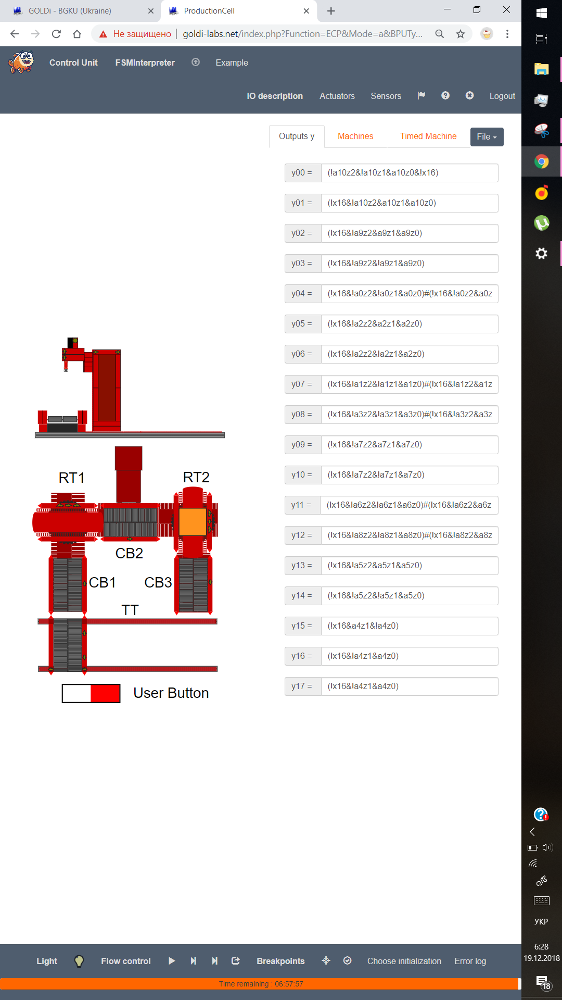 GOLDi - BGKU (Ukraine)
ProductionCell
Не защищено
goldi-labs.net/index.php?Function=ECP&Mode=a&BPUTy...
Control Unit
FSMInterpreter
Example
IO description
Actuators
Sensors
Logout
Outputs y
Machines
Timed Machine
File
y00 = (!a10z2&!a10z1&a10z0&!x16)
y01 = (!x16&!a10z2&a10z1&a10z0)
y02 = (!x16&!a9z2&a9z1&a9z0)
y03 = (!x16&!a9z2&!a9z1&a9z0)
y04 = (!x16&!a0z2&!a0z1&a0z0)#(!x16&!a0z2&a0z
y05 = (!x16&!a2z2&a2z1&a2z0)
y06 = (!x16&!a2z2&!a2z1&a2z0)
y07 = (!x16&!a1z2&!a1z1&a1z0)#(!x16&!a1z2&a1z
y08 = (!x16&!a3z2&!a3z1&a3z0)#(!x16&!a3z2&a3z
y09 = (!x16&!a7z2&a7z1&a7z0)
y10 = (!x16&!a7z2&!a7z1&a7z0)
y11 = (!x16&!a6z2&!a6z1&a6z0)#(!x16&!a6z2&a6z
y12 = (!x16&!a8z2&!a8z1&a8z0)#(!x16&!a8z2&a8z
y13 = (!x16&!a5z2&a5z1&a5z0)
y14 = (!x16&!a5z2&!a5z1&a5z0)
y15 = (!x16&a4z1&!a4z0)
y16 = (!x16&!a4z1&a4z0)
y17 = (!x16&!a4z1&a4z0)
RT1
RT2
CB2
CB1
CB3
TT
User Button
Light
Flow control
Breakpoints
Choose initialization
Error log
Time remaining : 06:57:57
УКР
6:28
19.12.2018
18